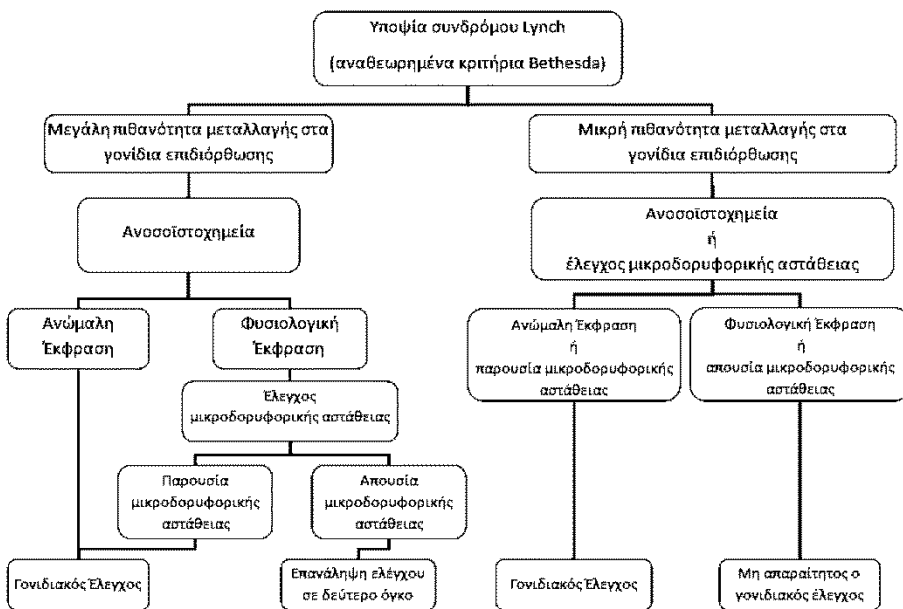 Υποψία συνδρόμου Lynch
(αναθεωρημένα κριτήρια Bethesda)
Μεγάλη πιθανότητα μεταλλαγής στα
γονίδια επιδιόρθωσης
Μικρή πιθανότητα μεταλλαγής στα
γονίδια επιδιόρθωσης
Ανοσοϊστοχημεία
Ανοσοϊστοχημεία
ή
έλεγχος μικροδορυφορικής αστάθειας
Ανώμαλη
Έκφραση
Φυσιολογική
Έκφραση
Ανώμαλη Έκφραση
ή
παρουσία μικροδορυφορικής
αστάθειας
Φυσιολογική Έκφραση
ή
απουσία μικροδορυφορικής
αστάθειας
Έλεγχος
μικροδορυφορικής αστάθειας
Παρουσία
μικροδορυφορικής
αστάθειας
Απουσία
μικροδορυφορικής
αστάθειας
Γονιδιακός Έλεγχος
Επανάληψη ελέγχου
σε δεύτερο όγκο
Γονιδιακός Έλεγχος
Μη απαραίτητος ο
γονιδιακός έλεγχος